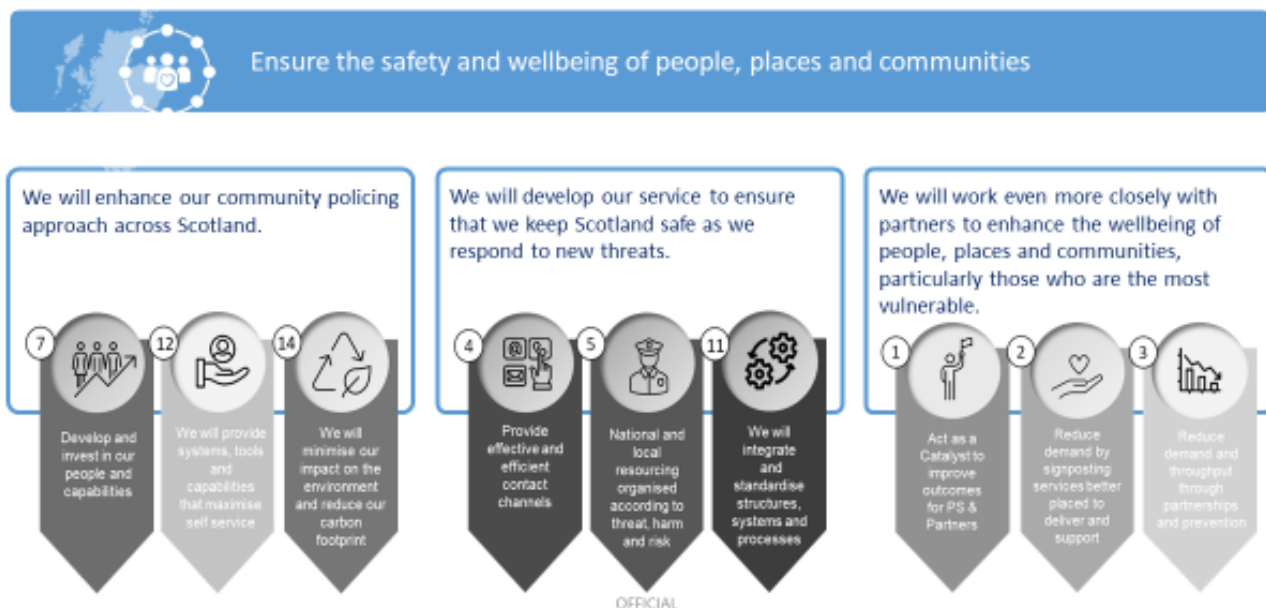 Ensure the safety and wellbeing of people, places and communities
We will enhance our community policing
approach across Scotland.
7
12
14
Develop and
invest in our
people and
capabilities
We will provide
systems, tools
and
capabilities
that maximise
self service
We will
minimise our
impact on the
environment
and reduce our
carbon
footprint
We will develop our service to ensure
that we keep Scotland safe as we
respond to new threats.
4
5
11
Provide
effective and
efficient
contact
channels
National and
local
resourcing
organised
according to
threat, harm
and risk
We will
integrate
and
standardise
structures,
systems and
processes
We will work even more closely with
partners to enhance the wellbeing of
people, places and communities,
particularly those who are the most
vulnerable.
1
2
3
Act as a
Catalyst to
improve
outcomes
for PS &
Partners
Reduce
demand by
signposting
services better
placed to
deliver and
support
Reduce
demand and
throughput
through
partnerships
and prevention
OFFICIAL